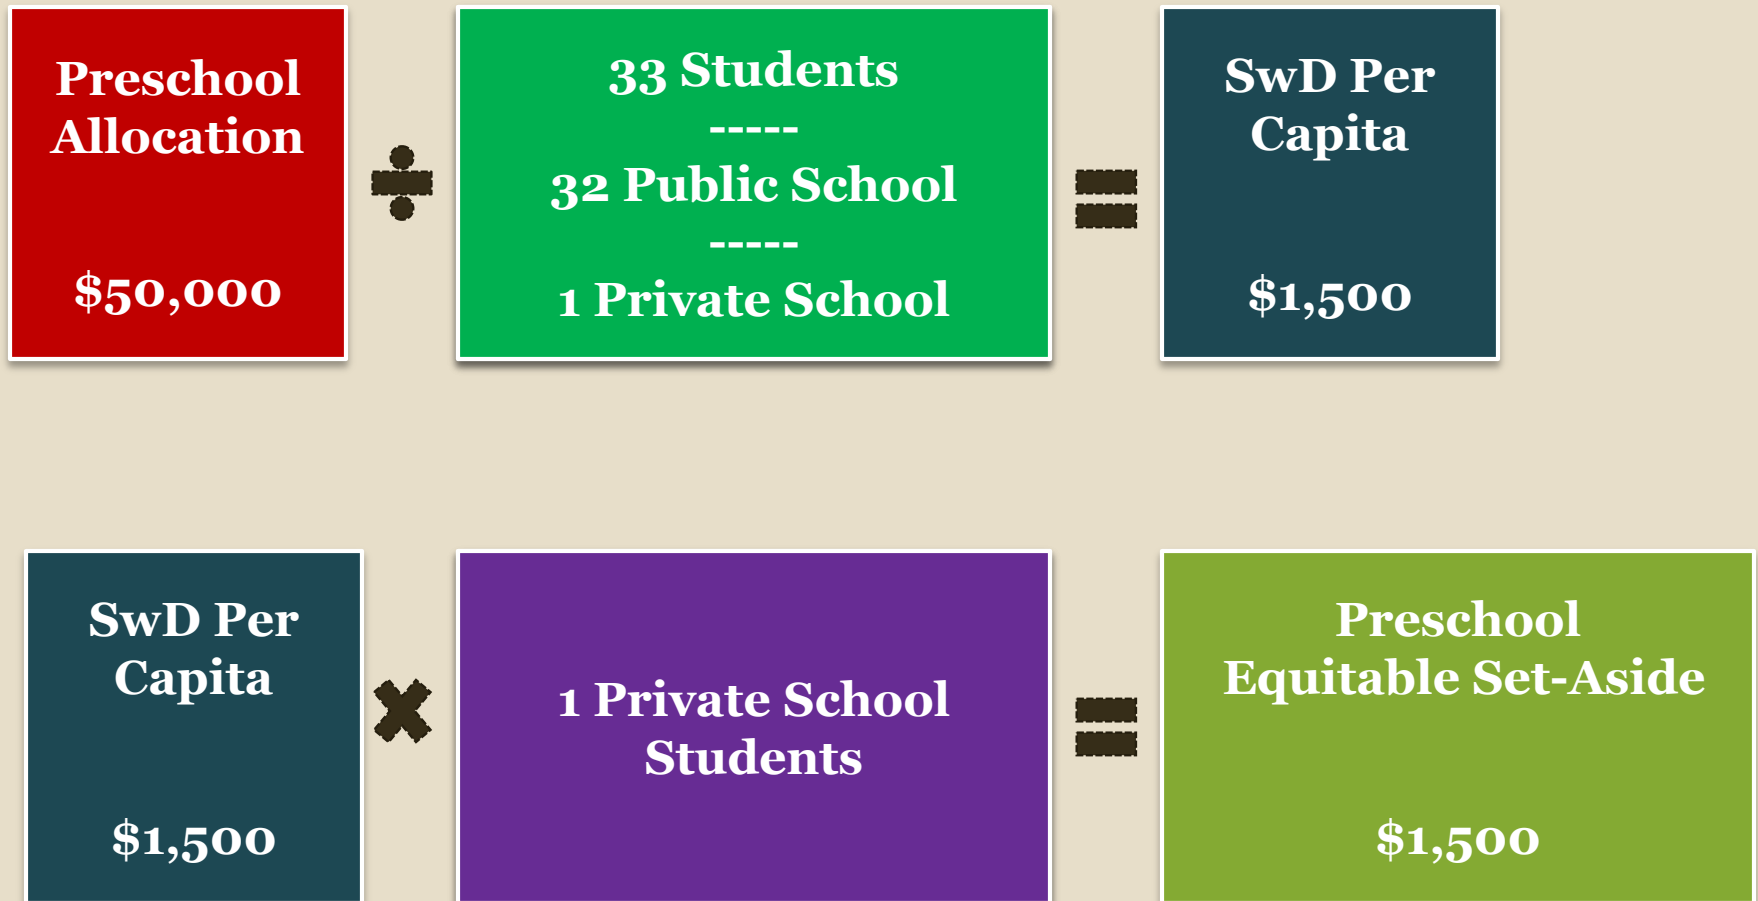 Preschool
Allocation
$50,000
33 Students
-----
32 Public School
-----
1 Private School
SwD Per
Capita
$1,500
SwD Per
Capita
$1,500
1 Private School
Students
Preschool
Equitable Set-Aside
$1,500